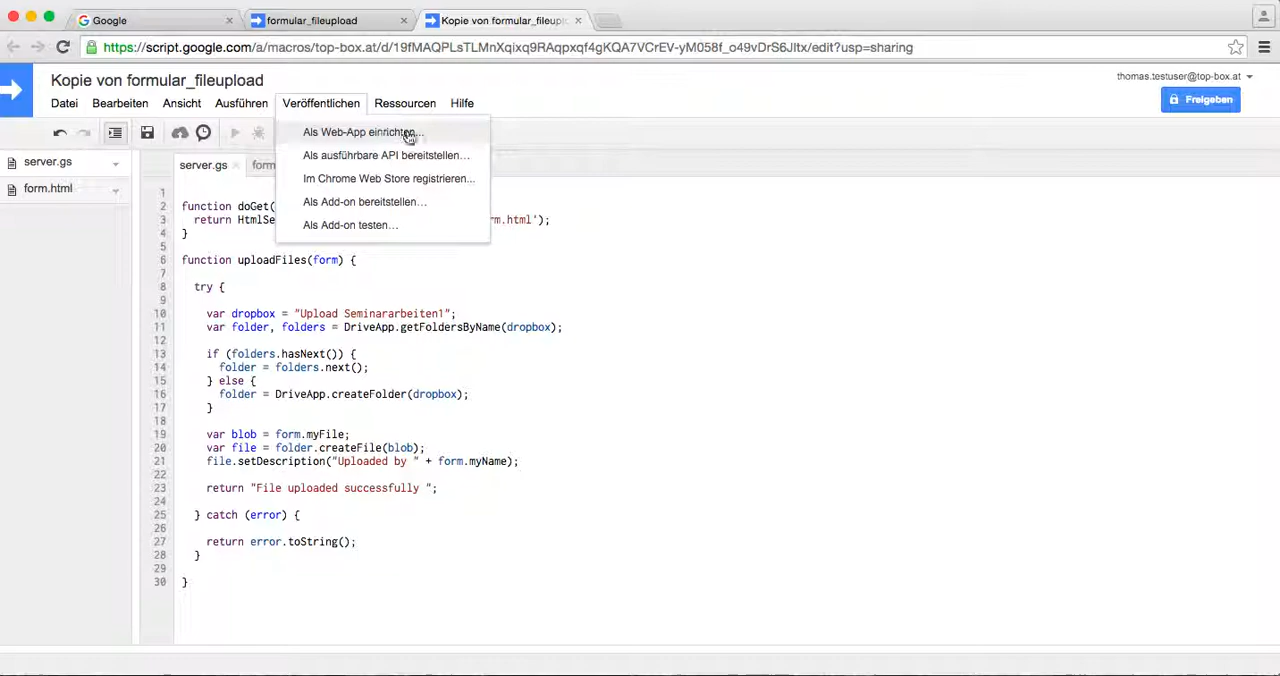 Google
formular_fileupload
Kopie von formular_fileupl
https://script.google.com/a/macros/top-box.at/d/19fMAQPLsTLMnXqixq9RAqpxqf4gKQA7VCrEV-yM058f_o49vDrS6Jltx/edit?usp=sharing
Kopie von formular_fileupload
thomas.testuser@top-box.at
Datei Bearbeiten Ansicht Ausführen Veröffentlichen Ressourcen Hilfe
Freigeben
Als Web-App einrichten...
Als ausführbare API bereitstellen...
Im Chrome Web Store registrieren...
Als Add-on bereitstellen...
Als Add-on testen...
server.gs
form.html
server.gs form
1
2 function doGet(
3 return HtmlSe rm.html');
4 }
5
6 function uploadFiles(form) {
7
8 try {
9
10 var dropbox = "Upload Seminararbeiten1";
11 var folder, folders = DriveApp.getFoldersByName(dropbox);
12
13 if (folders.hasNext()) {
14 folder = folders.next();
15 } else {
16 folder = DriveApp.createFolder(dropbox);
17 }
18
19 var blob = form.myFile;
20 var file = folder.createFile(blob);
21 file.setDescription("Uploaded by " + form.myName);
22
23 return "File uploaded successfully ";
24
25 } catch (error) {
26
27 return error.toString();
28 }
29
30 }